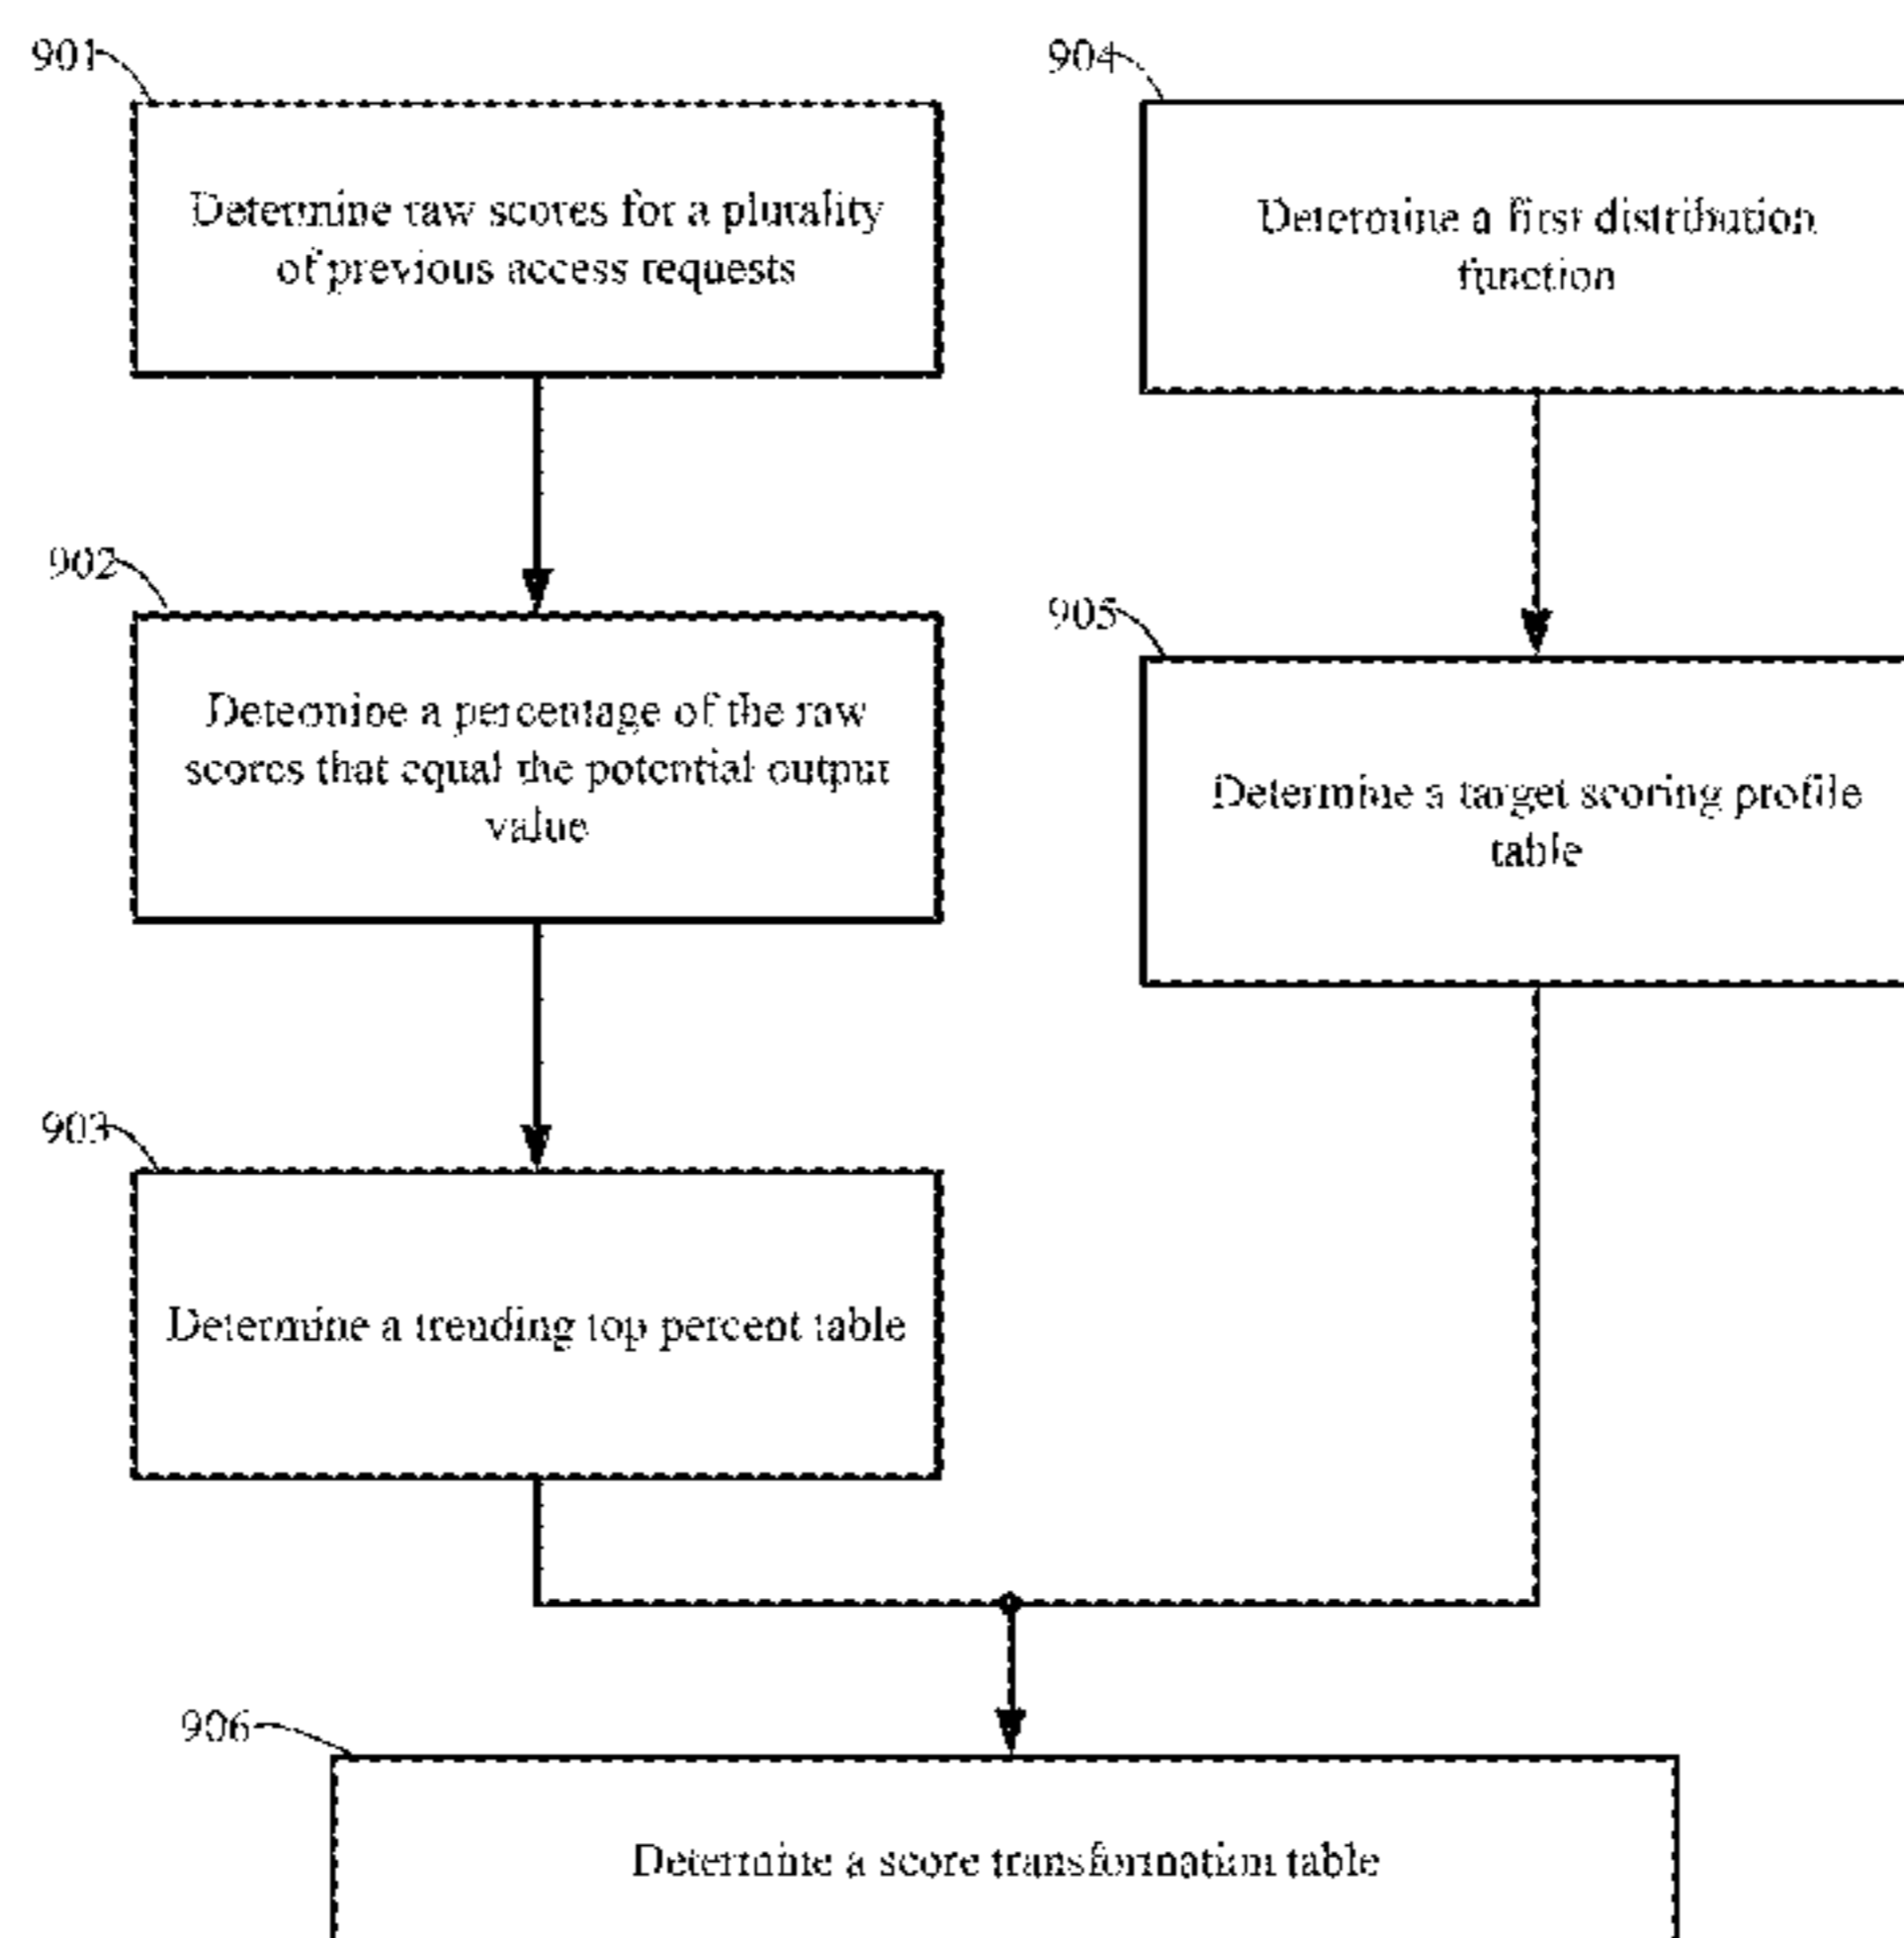 901
Determine raw scores for a plurality
of previous access requests
902
Determine a percentage of the raw
scores that equal the potential output
value
903
Determine a trending top percent table
904
Determine a first distribution
function
905
Determine a target scoring profile
table
906
Determine a score transformation table